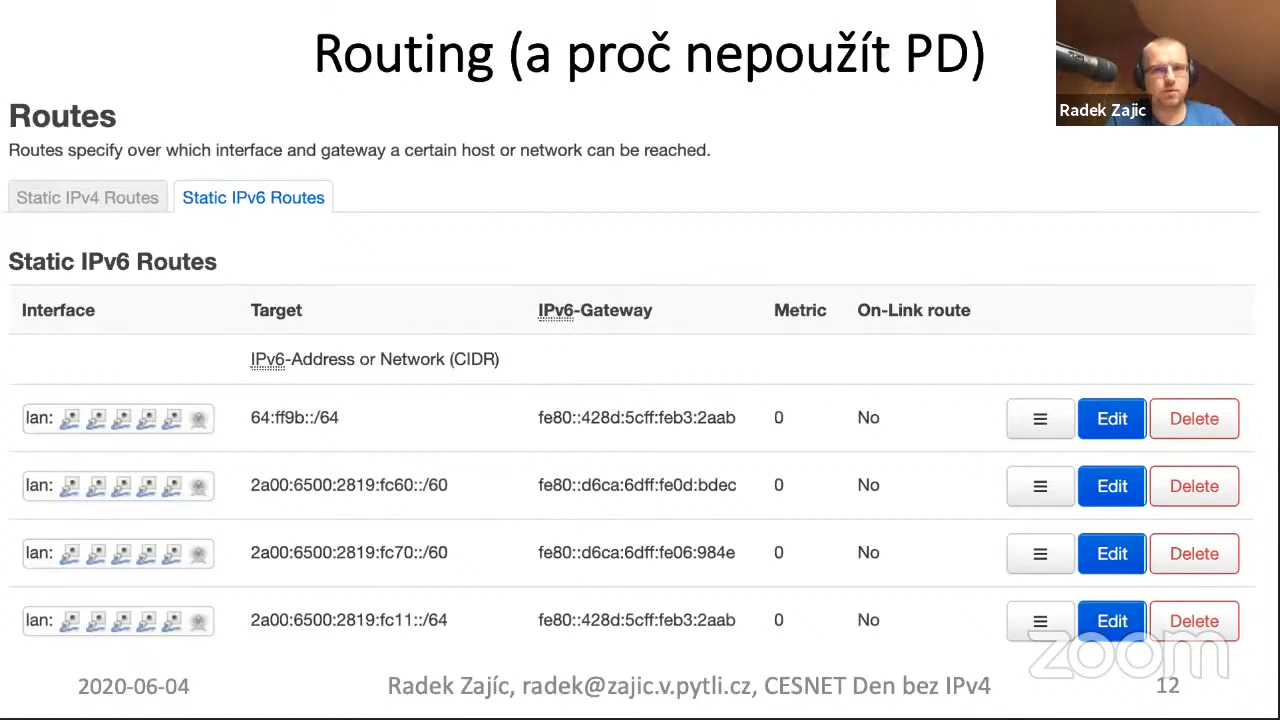 Routing (a proč nepoužít PD)
Radek Zajic
Routes
Routes specify over which interface and gateway a certain host or network can be reached.
Static IPv4 Routes Static IPv6 Routes
Static IPv6 Routes
Interface Target IPv6-Gateway Metric On-Link route
IPv6-Address or Network (CIDR)
lan: 64:ff9b::/64 fe80::428d:5cff:feb3:2aab 0 No ☰ Edit Delete
lan: 2a00:6500:2819:fc60::/60 fe80::d6ca:6dff:fe0d:bdec 0 No ☰ Edit Delete
lan: 2a00:6500:2819:fc70::/60 fe80::d6ca:6dff:fe06:984e 0 No ☰ Edit Delete
lan: 2a00:6500:2819:fc11::/64 fe80::428d:5cff:feb3:2aab 0 No ☰ Edit Delete
zoom
2020-06-04 Radek Zajíc, radek@zajic.v.pytli.cz, CESNET Den bez IPv4 12